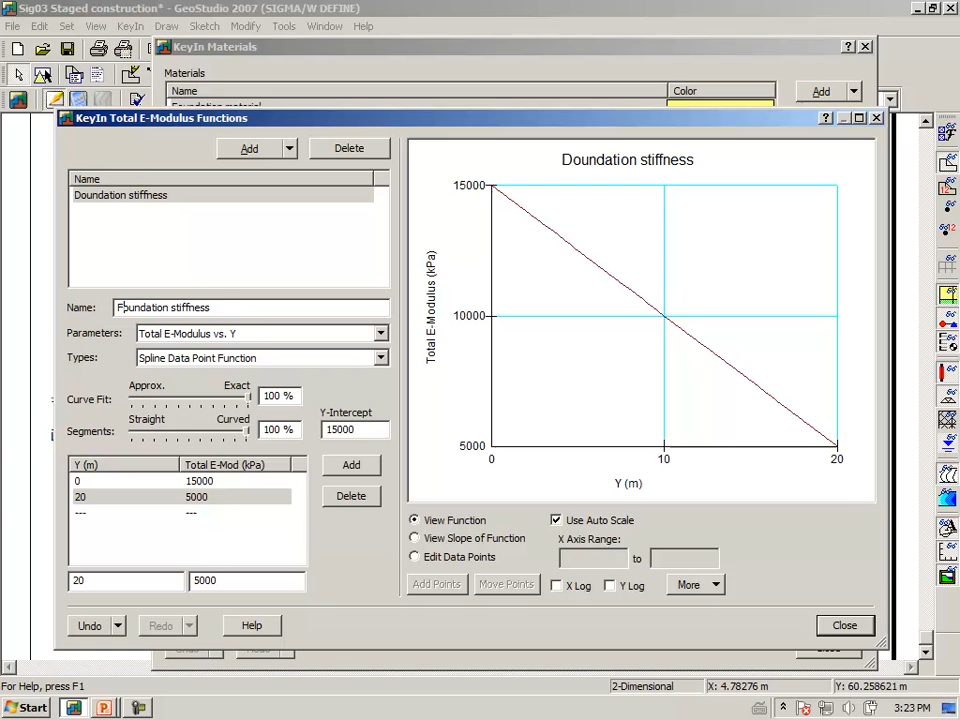 Sig03 Staged construction* - GeoStudio 2007 (SIGMA/W DEFINE)
File Edit Set View KeyIn Draw Sketch Modify Tools Window Help
KeyIn Materials
Materials
Name Color
Add
Foundation material
KeyIn Total E-Modulus Functions
Add Delete
Name
Doundation stiffness
Name: Foundation stiffness
Parameters: Total E-Modulus vs. Y
Types: Spline Data Point Function
Approx. Exact
Curve Fit: 100 %
Straight Curved
Segments: 100 %
Y-Intercept
15000
Y (m) Total E-Mod (kPa)
0 15000
20 5000
--- ---
Add
Delete
20 5000
Undo Redo Help
Doundation stiffness
15000
10000
5000
Total E-Modulus (kPa)
0 10 20
Y (m)
View Function
View Slope of Function
Edit Data Points
Use Auto Scale
X Axis Range:
to
Add Points Move Points X Log Y Log More
Close
For Help, press F1 2-Dimensional X: 4.78276 m Y: 60.258621 m
Start 3:23 PM